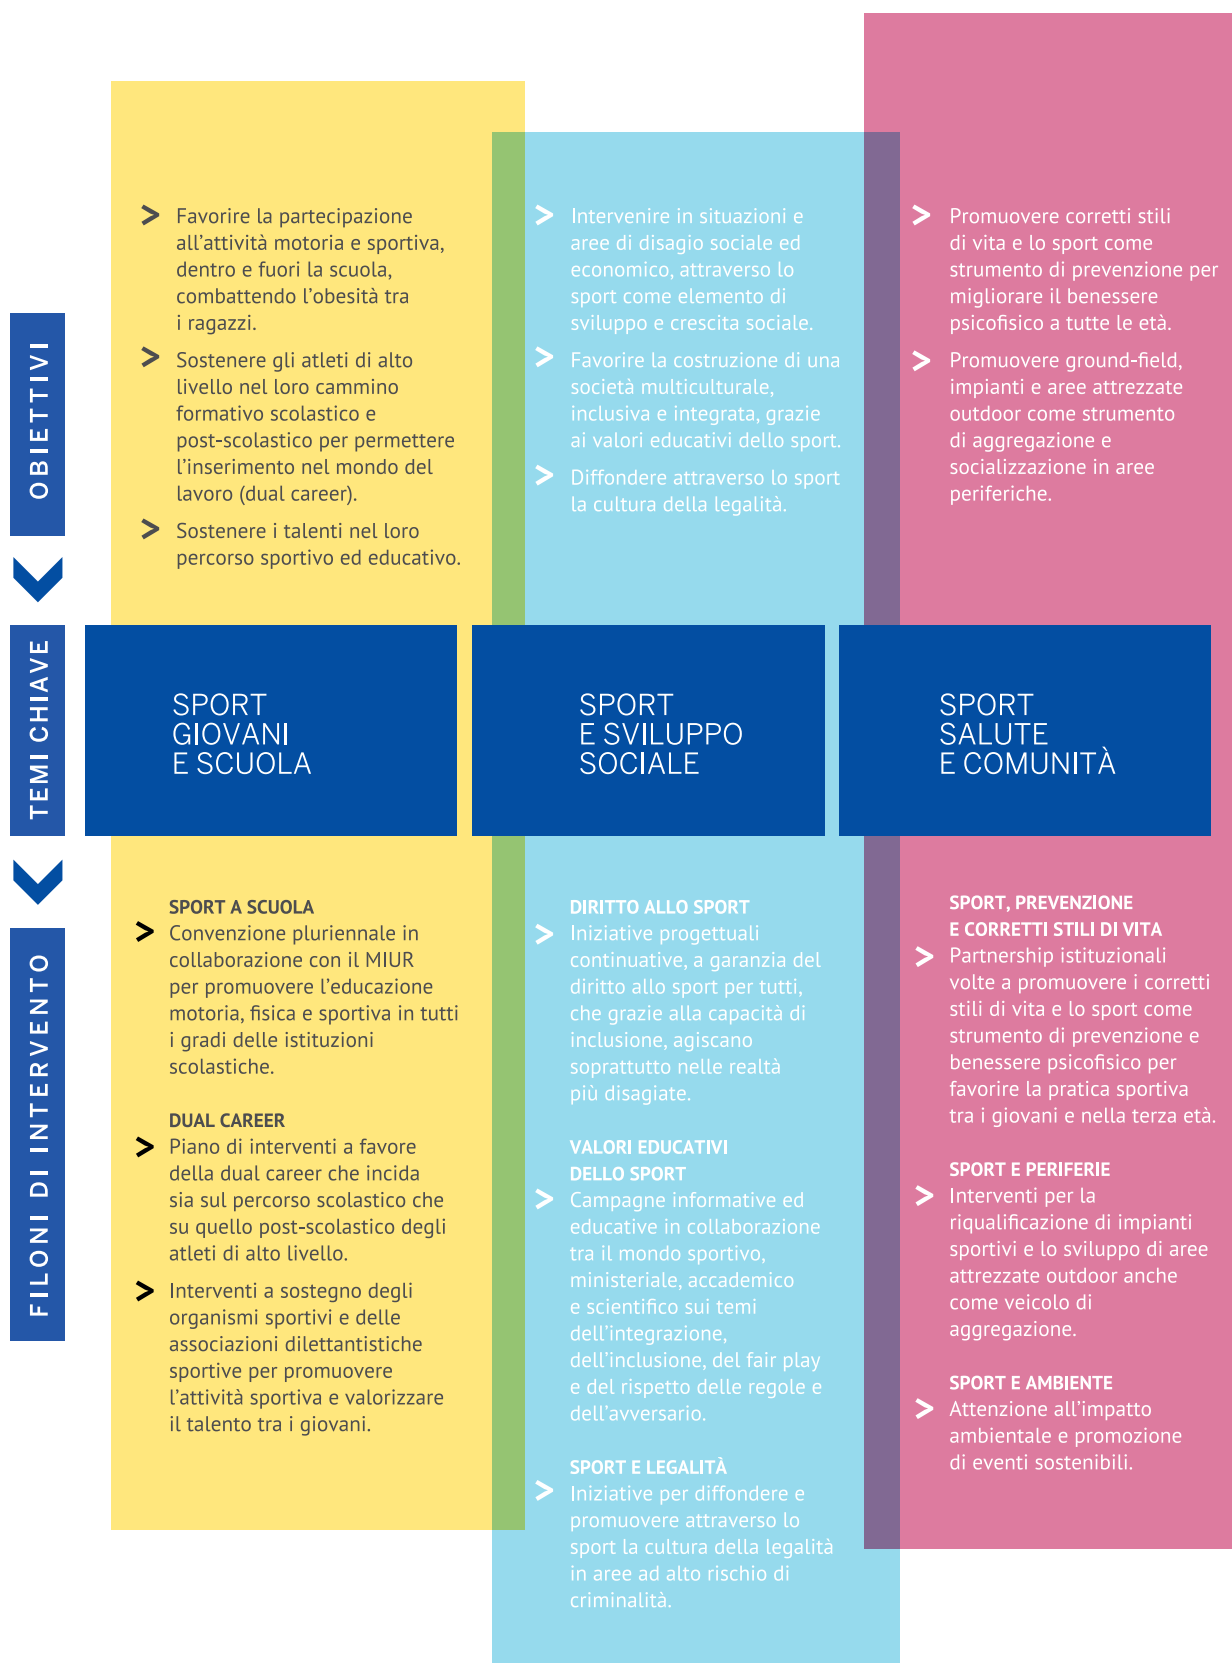 OBIETTIVI
Favorire la partecipazione
all'attività motoria e sportiva,
dentro e fuori la scuola,
combattendo l'obesità tra
i ragazzi.
Sostenere gli atleti di alto
livello nel loro cammino
formativo scolastico e
post-scolastico per permettere
l'inserimento nel mondo del
lavoro (dual career).
Sostenere i talenti nel loro
percorso sportivo ed educativo.
Intervenire in situazioni e
aree di disagio sociale ed
economico, attraverso lo
sport come elemento di
sviluppo e crescita sociale.
Favorire la costruzione di una
società multiculturale,
inclusiva e integrata, grazie
ai valori educativi dello sport.
Diffondere attraverso lo sport
la cultura della legalità.
Promuovere corretti stili
di vita e lo sport come
strumento di prevenzione per
migliorare il benessere
psicofisico a tutte le età.
Promuovere ground-field,
impianti e aree attrezzate
outdoor come strumento
di aggregazione e
socializzazione in aree
periferiche.
TEMI CHIAVE
SPORT
GIOVANI
E SCUOLA
SPORT
E SVILUPPO
SOCIALE
SPORT
SALUTE
E COMUNITÀ
FILONI DI INTERVENTO
SPORT A SCUOLA
Convenzione pluriennale in
collaborazione con il MIUR
per promuovere l'educazione
motoria, fisica e sportiva in tutti
i gradi delle istituzioni
scolastiche.
DUAL CAREER
Piano di interventi a favore
della dual career che incida
sia sul percorso scolastico che
su quello post-scolastico degli
atleti di alto livello.
Interventi a sostegno degli
organismi sportivi e delle
associazioni dilettantistiche
sportive per promuovere
l'attività sportiva e valorizzare
il talento tra i giovani.
DIRITTO ALLO SPORT
Iniziative progettuali
continuative, a garanzia del
diritto allo sport per tutti,
che grazie alla capacità di
inclusione, agiscano
soprattutto nelle realtà
più disagiate.
VALORI EDUCATIVI
DELLO SPORT
Campagne informative ed
educative in collaborazione
tra il mondo sportivo,
ministeriale, accademico
e scientifico sui temi
dell'integrazione,
dell'inclusione, del fair play
e del rispetto delle regole e
dell'avversario.
SPORT E LEGALITÀ
Iniziative per diffondere e
promuovere attraverso lo
sport la cultura della legalità
in aree ad alto rischio di
criminalità.
SPORT, PREVENZIONE
E CORRETTI STILI DI VITA
Partnership istituzionali
volte a promuovere i corretti
stili di vita e lo sport come
strumento di prevenzione e
benessere psicofisico per
favorire la pratica sportiva
tra i giovani e nella terza età.
SPORT E PERIFERIE
Interventi per la
riqualificazione di impianti
sportivi e lo sviluppo di aree
attrezzate outdoor anche
come veicolo di
aggregazione.
SPORT E AMBIENTE
Attenzione all'impatto
ambientale e promozione
di eventi sostenibili.